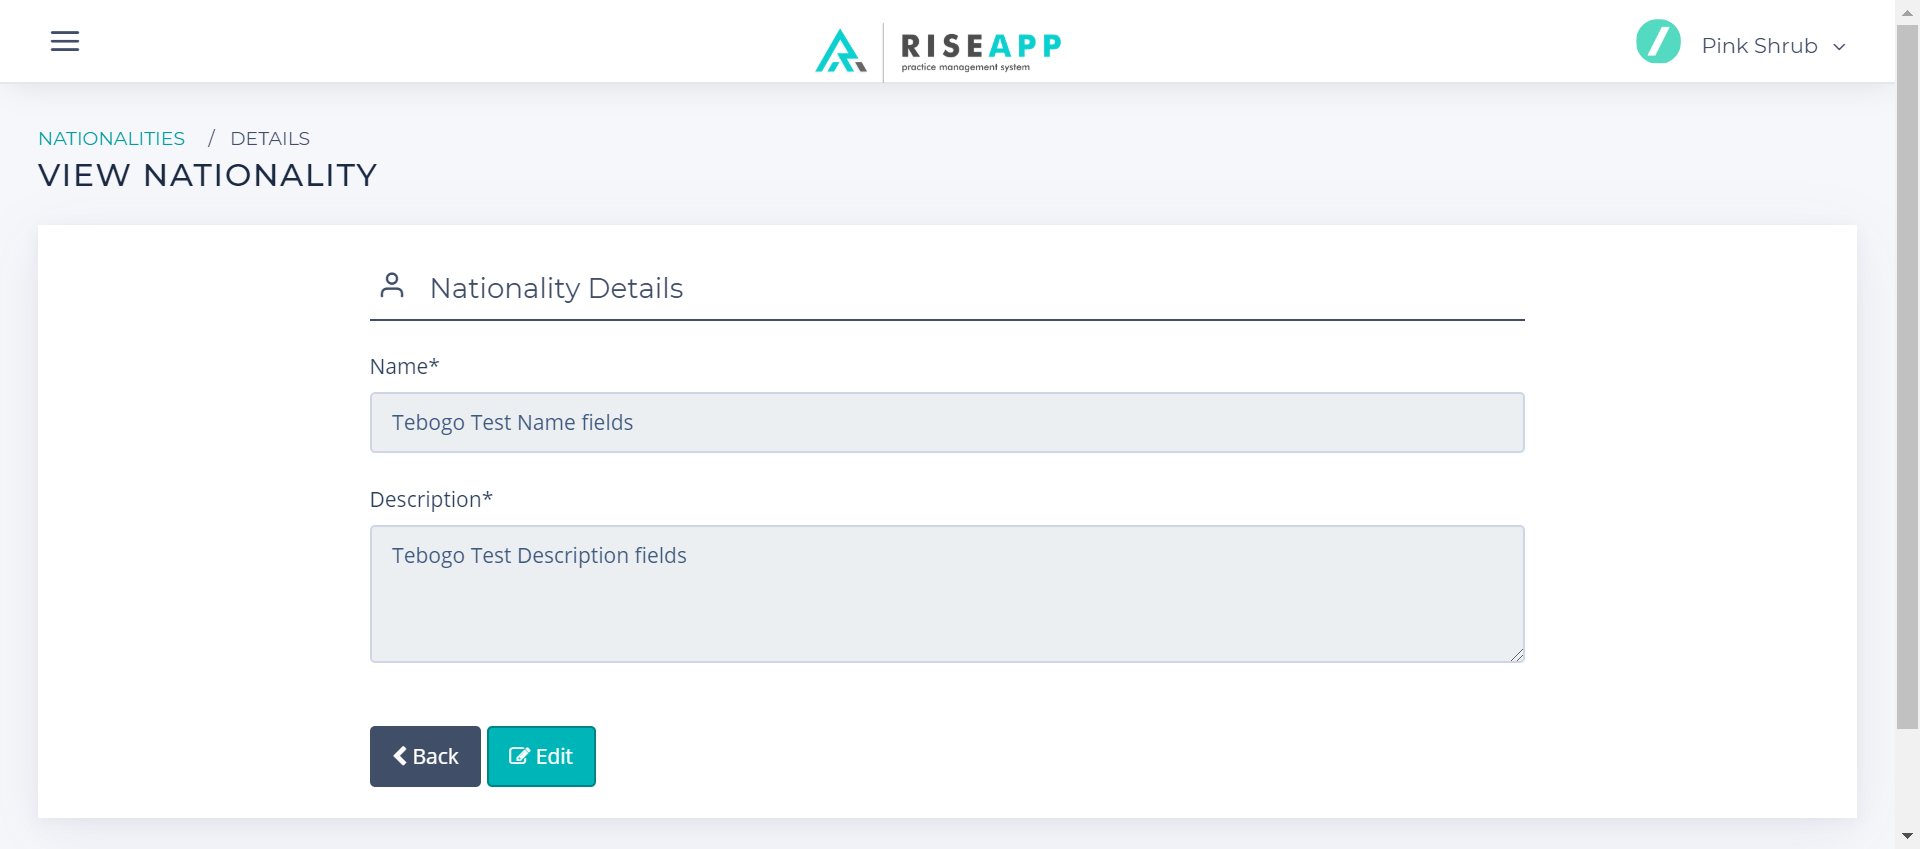 RISEAPP
practice management system
Pink Shrub
NATIONALITIES / DETAILS
VIEW NATIONALITY
Nationality Details
Name*
Tebogo Test Name fields
Description*
Tebogo Test Description fields
Back Edit